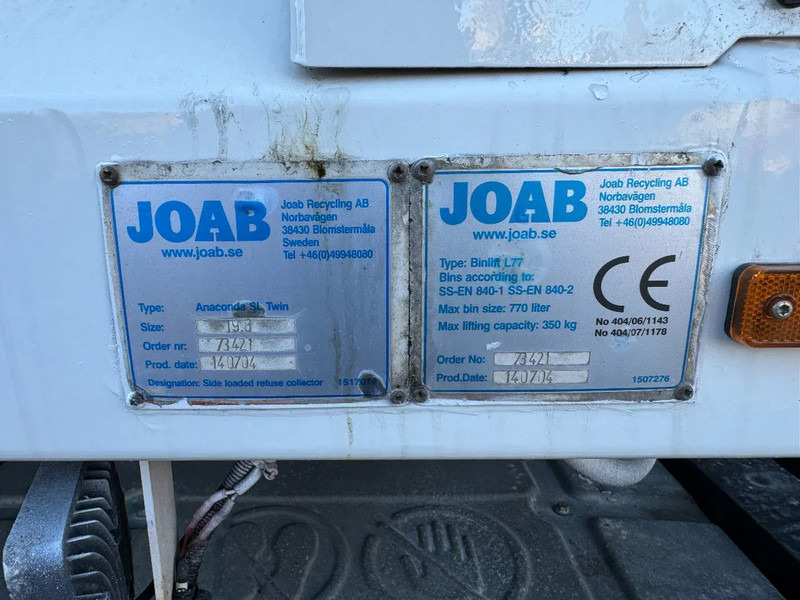 JOAB
www.joab.se
Joab Recycling AB
Norbavägen
38430 Blomstermåla
Sweden
Tel +46(0)49948080
Type: Anaconda SL Twin
Size: 19.8
Order nr: 73421
Prod. date: 140704
Designation: Side loaded refuse collector
JOAB
www.joab.se
Joab Recycling AB
Norbavägen
38430 Blomstermåla
Tel +46(0)49948080
Type: Binlift L77
Bins according to:
SS-EN 840-1 SS-EN 840-2
Max bin size: 770 liter
Max lifting capacity: 350 kg
CE
No 404/06/1143
No 404/07/1178
Order No: 73421
Prod.Date: 140704
1507276